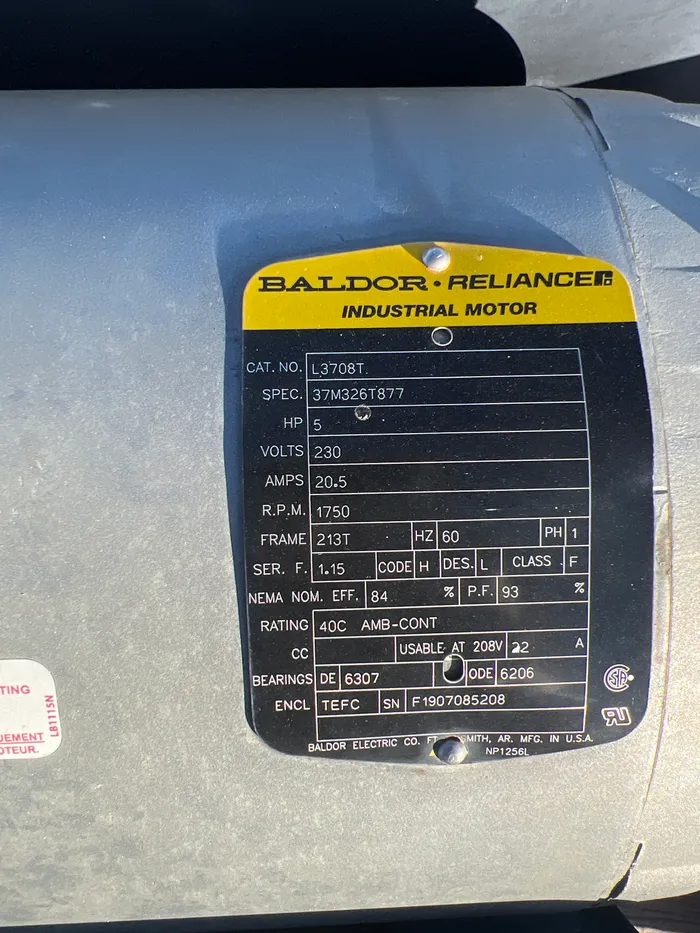 BALDOR • RELIANCE
INDUSTRIAL MOTOR
CAT. NO. L3708T
SPEC. 37M326T877
HP 5
VOLTS 230
AMPS 20.5
R.P.M. 1750
FRAME 213T HZ 60 PH 1
SER. F. 1.15 CODE H DES. L CLASS F
NEMA NOM. EFF. 84 % P.F. 93 %
RATING 40C AMB-CONT
CC USABLE AT 208V 22 A
BEARINGS DE 6307 ODE 6206
ENCL TEFC SN F1907085208
BALDOR ELECTRIC CO. MFG. IN U.S.A.
NP1256L
TING
LB1115N